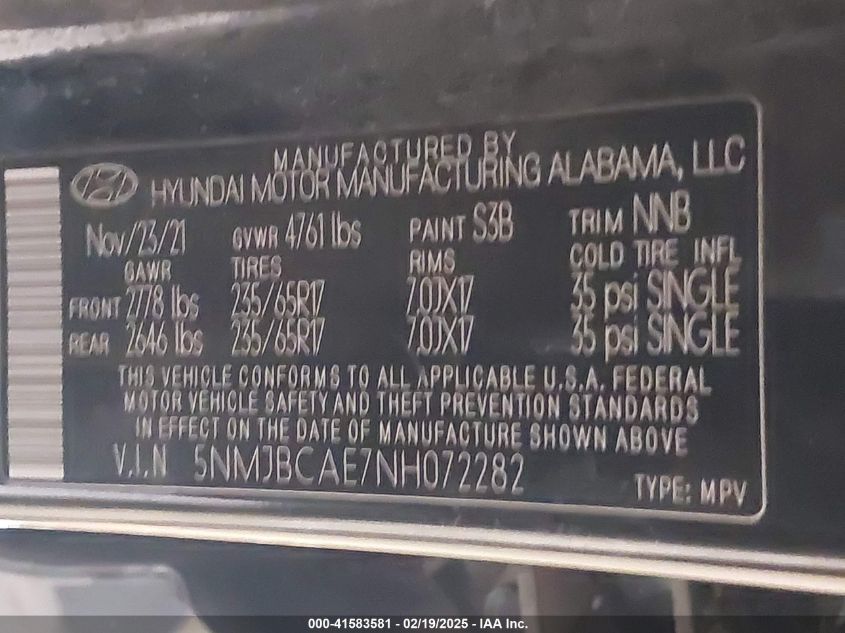 MANUFACTURED BY
HYUNDAI MOTOR MANUFACTURING ALABAMA, LLC
Nov/23/21 GVWR 4761 lbs PAINT S3B TRIM NNB
GAWR TIRES RIMS COLD TIRE INFL
FRONT 2778 lbs 235/65R17 7.0JX17 35 psi SINGLE
REAR 2646 lbs 235/65R17 7.0JX17 35 psi SINGLE
THIS VEHICLE CONFORMS TO ALL APPLICABLE U.S.A. FEDERAL
MOTOR VEHICLE SAFETY AND THEFT PREVENTION STANDARDS
IN EFFECT ON THE DATE OF MANUFACTURE SHOWN ABOVE
V.I.N 5NMJBCAE7NH072282
TYPE: MPV
000-41583581 - 02/19/2025 - IAA Inc.